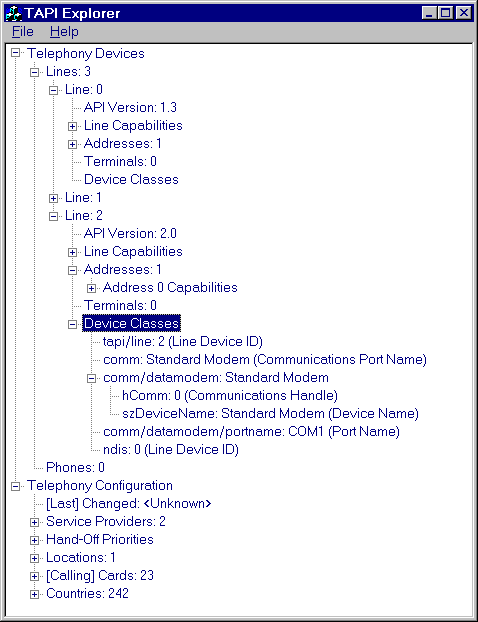 TAPI Explorer
File Help
Telephony Devices
Lines: 3
Line: 0
API Version: 1.3
Line Capabilities
Addresses: 1
Terminals: 0
Device Classes
Line: 1
Line: 2
API Version: 2.0
Line Capabilities
Addresses: 1
Address 0 Capabilities
Terminals: 0
Device Classes
tapi/line: 2 (Line Device ID)
comm: Standard Modem (Communications Port Name)
comm/datamodem: Standard Modem
hComm: 0 (Communications Handle)
szDeviceName: Standard Modem (Device Name)
comm/datamodem/portname: COM1 (Port Name)
ndis: 0 (Line Device ID)
Phones: 0
Telephony Configuration
[Last] Changed: <Unknown>
Service Providers: 2
Hand-Off Priorities
Locations: 1
[Calling] Cards: 23
Countries: 242